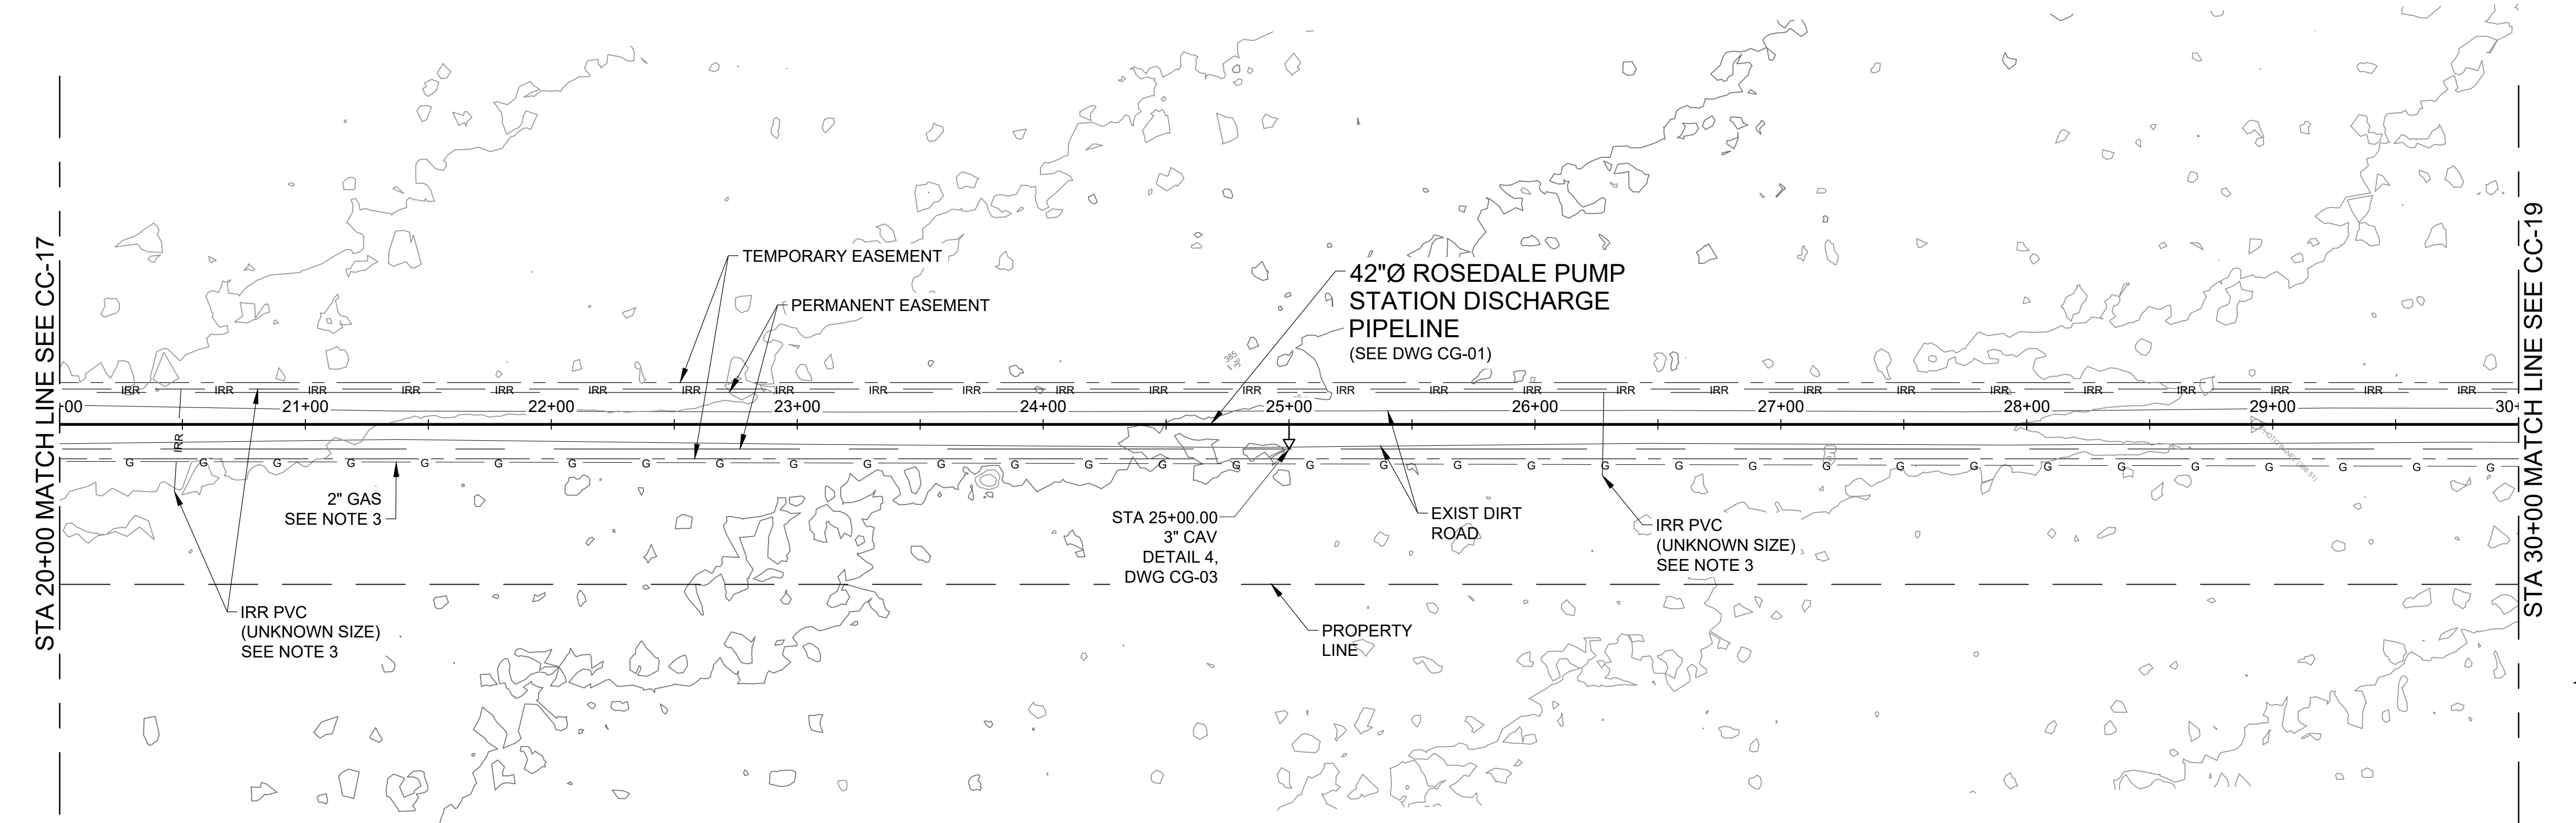 STA 20+00 MATCH LINE SEE CC-17
TEMPORARY EASEMENT
PERMANENT EASEMENT
42"Ø ROSEDALE PUMP
STATION DISCHARGE
PIPELINE
(SEE DWG CG-01)
385
IRR IRR IRR IRR IRR IRR IRR IRR IRR IRR IRR IRR IRR IRR IRR IRR IRR IRR IRR IRR IRR IRR IRR IRR IRR IRR
+00 21+00 22+00 23+00 24+00 25+00 26+00 27+00 28+00 29+00 30+
IRR
G G G G G G G G G G G G G G G G G G G G G G G G G G G G G G G G G
2" GAS
SEE NOTE 3
STA 25+00.00
3" CAV
DETAIL 4,
DWG CG-03
EXIST DIRT
ROAD
IRR PVC
(UNKNOWN SIZE)
SEE NOTE 3
IRR PVC
(UNKNOWN SIZE)
SEE NOTE 3
PROPERTY
LINE
STA 30+00 MATCH LINE SEE CC-19